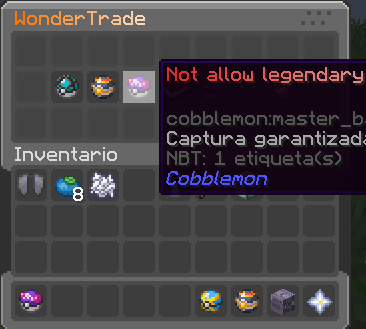 WonderTrade
Not allow legendary
cobblemon:master_b
Captura garantizada
NBT: 1 etiqueta(s)
Cobblemon
Inventario
8